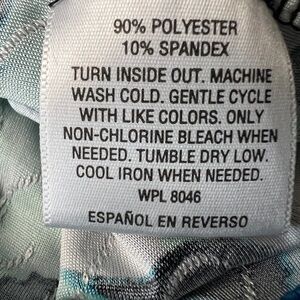 90% POLYESTER
10% SPANDEX
TURN INSIDE OUT. MACHINE
WASH COLD. GENTLE CYCLE
WITH LIKE COLORS. ONLY
NON-CHLORINE BLEACH WHEN
NEEDED. TUMBLE DRY LOW.
COOL IRON WHEN NEEDED.
WPL 8046
ESPAÑOL EN REVERSO